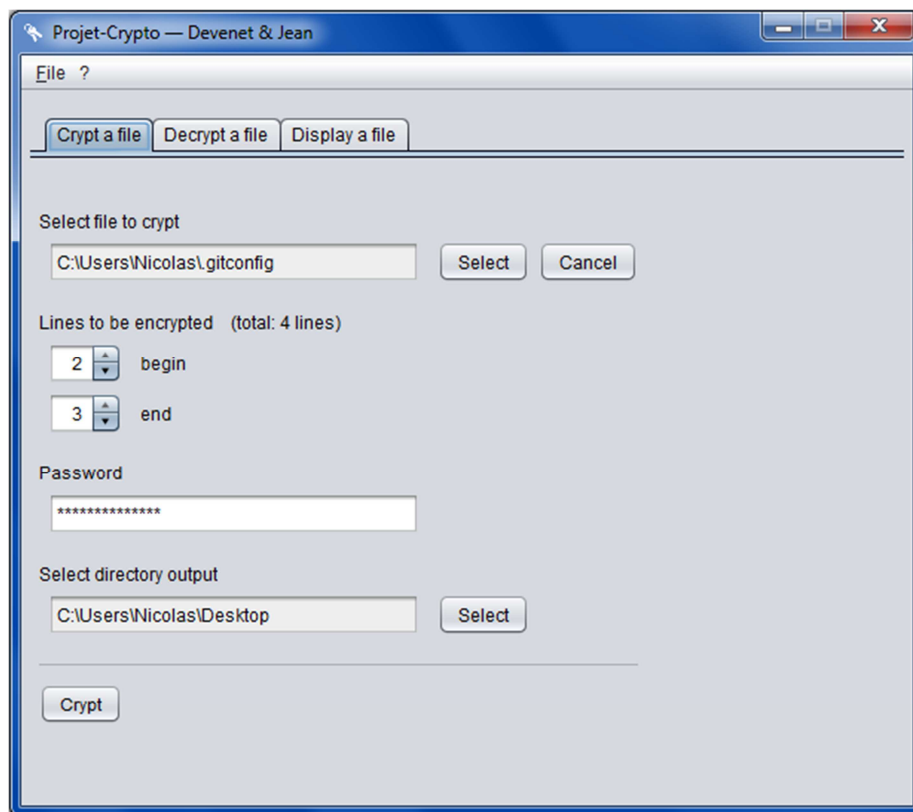 Projet-Crypto — Devenet & Jean
File ?
Crypt a file Decrypt a file Display a file
Select file to crypt
C:\Users\Nicolas\.gitconfig Select Cancel
Lines to be encrypted (total: 4 lines)
2 begin
3 end
Password
**************
Select directory output
C:\Users\Nicolas\Desktop Select
Crypt